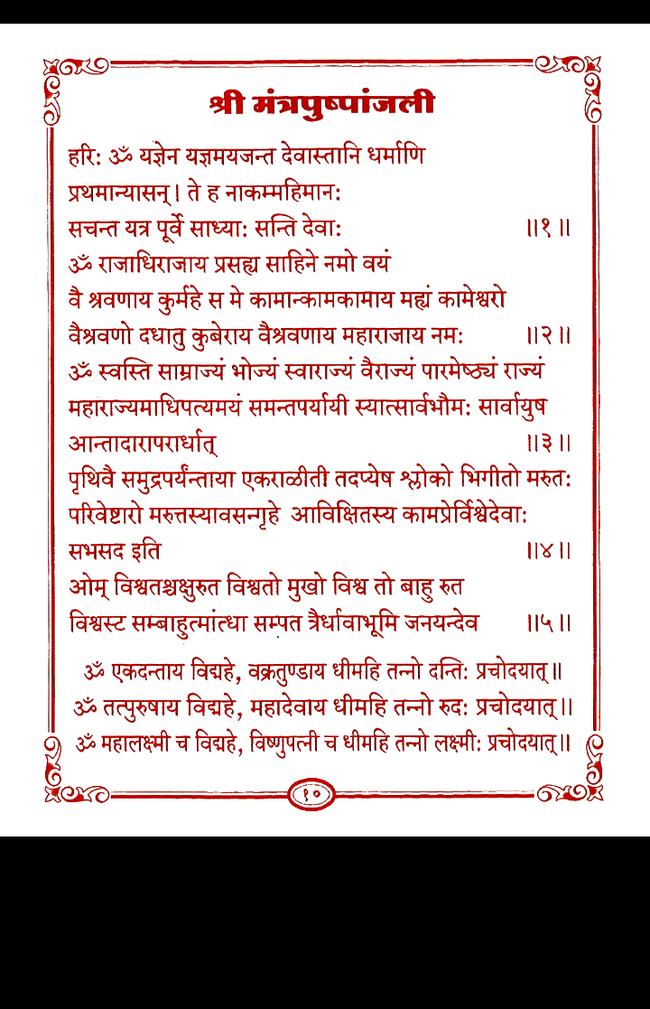 श्री मंत्रपुष्पांजली
हरि: ॐ यज्ञेन यज्ञमयजन्त देवास्तानि धर्माणि
प्रथमान्यासन्। ते ह नाकम्महिमान:
सचन्त यत्र पूर्वे साध्या: सन्ति देवा: ॥१॥
ॐ राजाधिराजाय प्रसह्य साहिने नमो वयं
वै श्रवणाय कुर्महे स मे कामान्कामकामाय मह्यं कामेश्वरो
वैश्रवणो दधातु कुबेराय वैश्रवणाय महाराजाय नम: ॥२॥
ॐ स्वस्ति साम्राज्यं भोज्यं स्वाराज्यं वैराज्यं पारमेष्ठ्यं राज्यं
महाराज्यमाधिपत्यमयं समन्तपर्यायी स्यात्सार्वभौम: सार्वायुष
आन्तादारापरार्धात् ॥३॥
पृथिवै समुद्रपर्यंन्ताया एकराळीती तदप्येष श्लोको भिगीतो मरुत:
परिवेष्टारो मरुत्तस्यावसन्गृहे आविक्षितस्य कामप्रेर्विश्वेदेवा:
सभसद इति ॥४॥
ओम् विश्वतश्चक्षुरुत विश्वतो मुखो विश्व तो बाहु रुत
विश्वस्ट सम्बाहुत्मांत्धा सम्पत त्रैर्धावाभूमि जनयन्देव ॥५॥
ॐ एकदन्ताय विद्महे, वक्रतुण्डाय धीमहि तन्नो दन्ति: प्रचोदयात्॥
ॐ तत्पुरुषाय विद्महे, महादेवाय धीमहि तन्नो रुद: प्रचोदयात्॥
ॐ महालक्ष्मी च विद्महे, विष्णुपत्नी च धीमहि तन्नो लक्ष्मी: प्रचोदयात्॥
१०